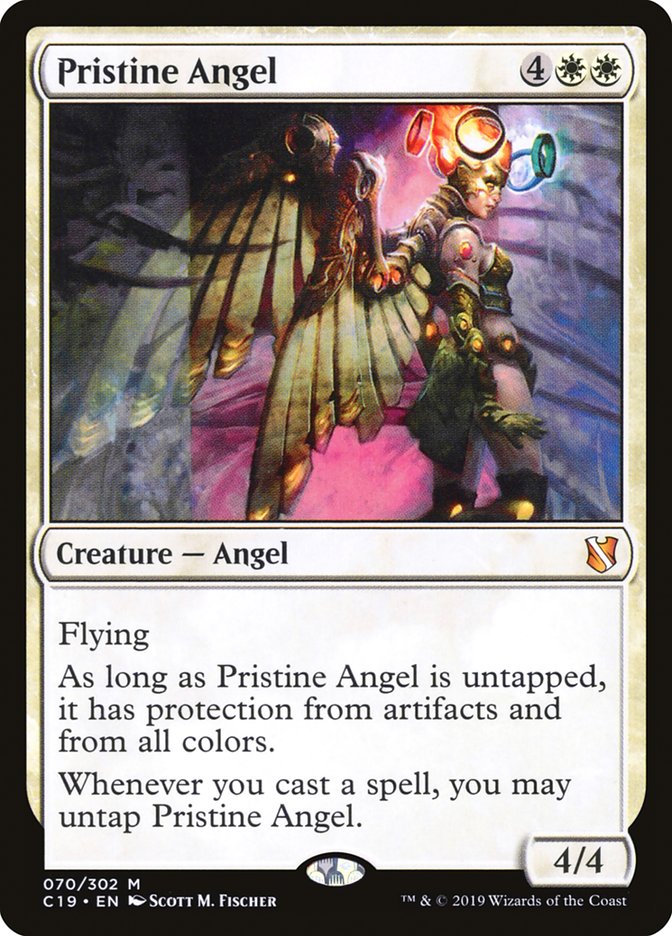 Pristine Angel 4
Creature — Angel
Flying
As long as Pristine Angel is untapped,
it has protection from artifacts and
from all colors.
Whenever you cast a spell, you may
untap Pristine Angel.
4/4
070/302 M
C19 • EN Scott M. Fischer
™ & © 2019 Wizards of the Coast